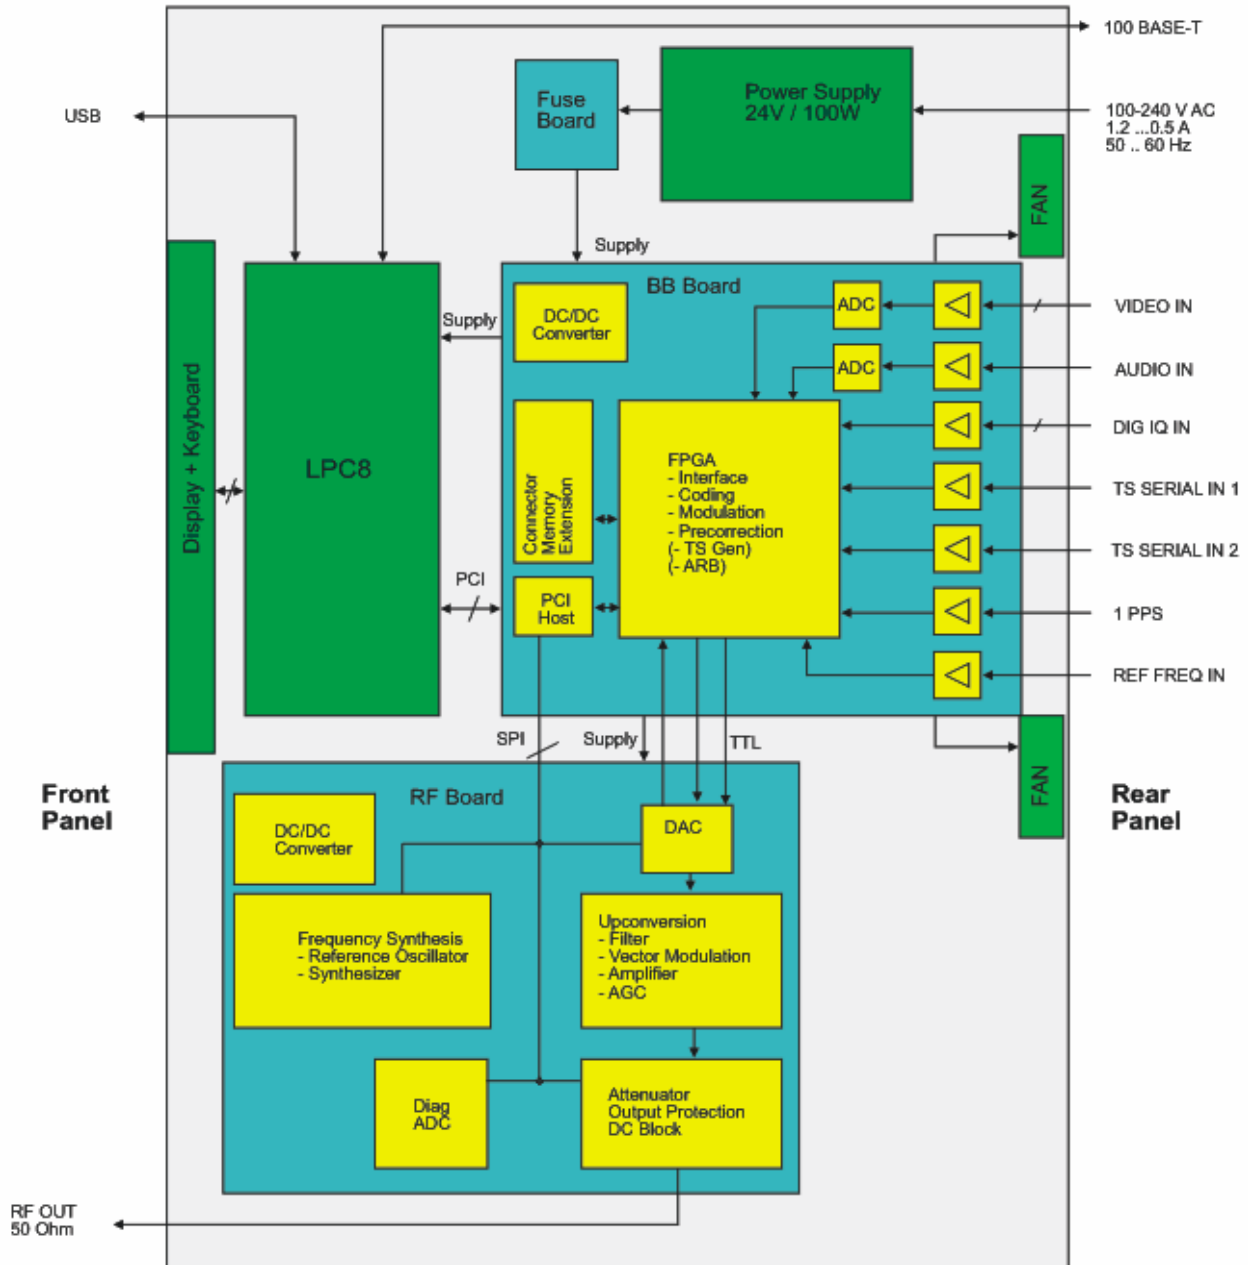 100 BASE-T
USB
Fuse
Board
Power Supply
24V / 100W
100-240 V AC
1.2 ...0.5 A
50 .. 60 Hz
FAN
Supply
BB Board
DC/DC
Converter
Supply
ADC
VIDEO IN
ADC
AUDIO IN
Display + Keyboard
LPC8
Connector
Memory
Extension
FPGA
- Interface
- Coding
- Modulation
- Precorrection
(- TS Gen)
(- ARB)
DIG IQ IN
TS SERIAL IN 1
TS SERIAL IN 2
PCI
PCI
Host
1 PPS
REF FREQ IN
SPI
Supply
TTL
FAN
Front
Panel
Rear
Panel
RF Board
DC/DC
Converter
DAC
Frequency Synthesis
- Reference Oscillator
- Synthesizer
Upconversion
- Filter
- Vector Modulation
- Amplifier
- AGC
Diag
ADC
Attenuator
Output Protection
DC Block
RF OUT
50 Ohm